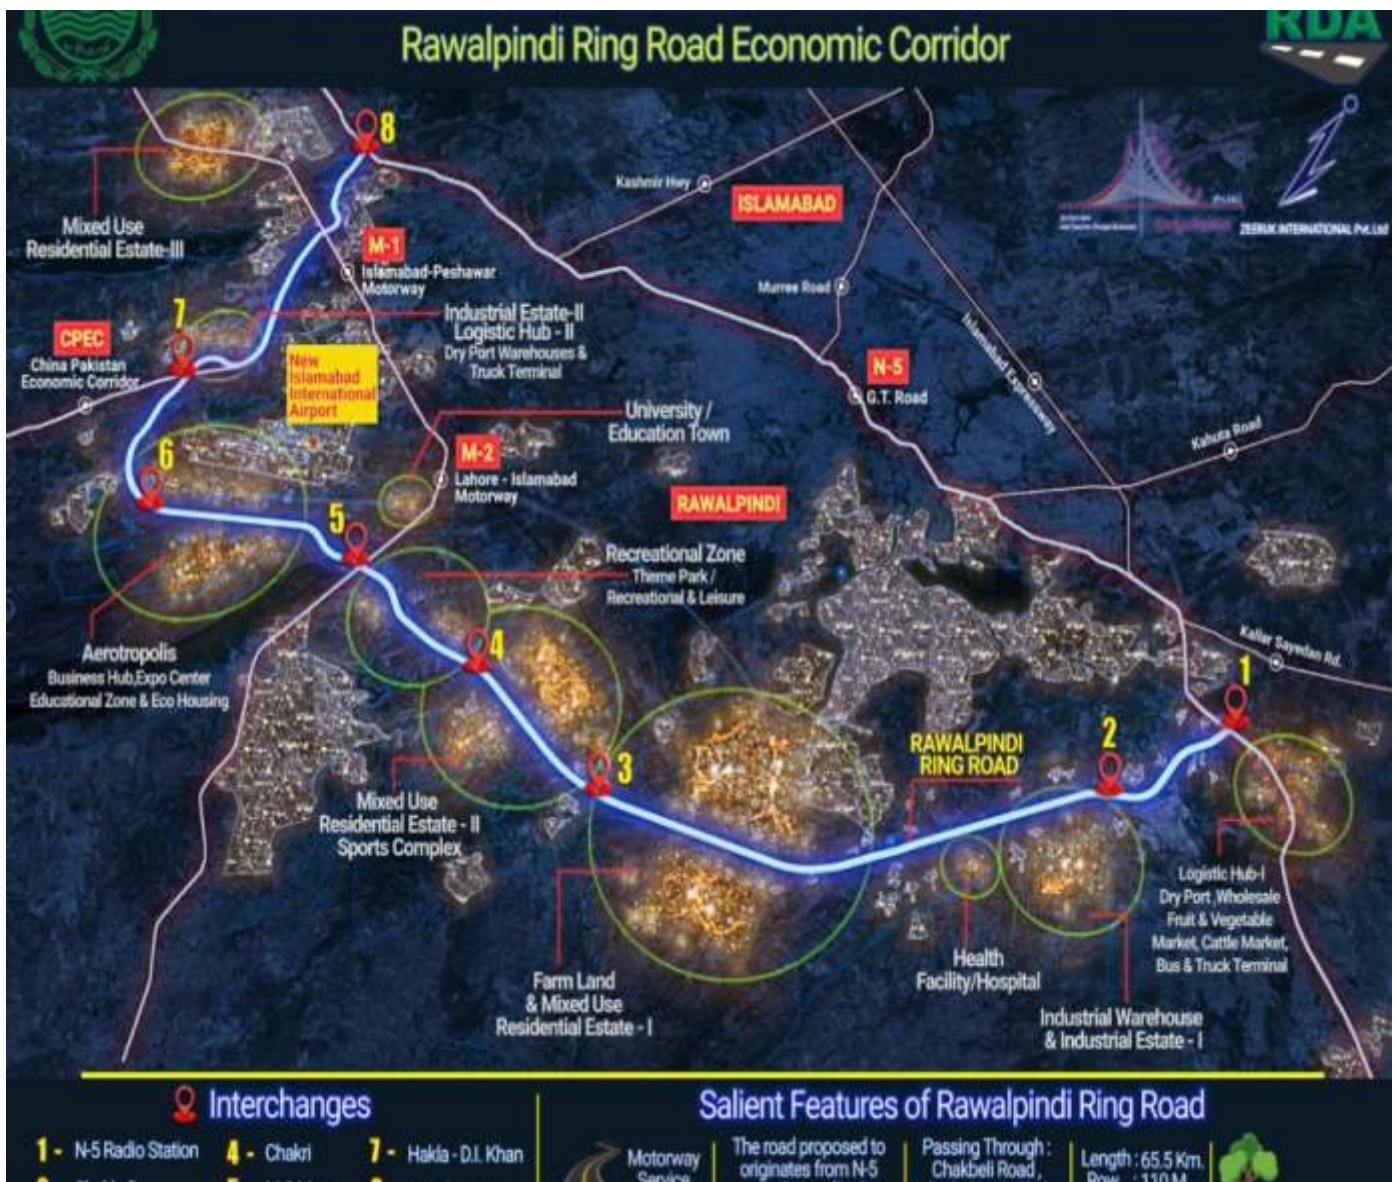 Rawalpindi Ring Road Economic Corridor
RDA
8
Kashmir Hwy
ISLAMABAD
ZEERUK INTERNATIONAL Pvt.Ltd
Mixed Use
Residential Estate-III
M-1
Islamabad-Peshawar
Motorway
Murree Road
7
Industrial Estate-II
Logistic Hub - II
Dry Port Warehouses &
Truck Terminal
CPEC
China Pakistan
Economic Corridor
New
Islamabad
International
Airport
N-5
G.T. Road
Islamabad Expressway
University /
Education Town
Kahuta Road
6
M-2
Lahore - Islamabad
Motorway
RAWALPINDI
5
Recreational Zone
Theme Park /
Recreational & Leisure
4
Aerotropolis
Business Hub,Expo Center
Educational Zone & Eco Housing
Kallar Sayedan Rd.
1
2
3
RAWALPINDI
RING ROAD
Mixed Use
Residential Estate - II
Sports Complex
Logistic Hub-I
Dry Port ,Wholesale
Fruit & Vegetable
Market, Cattle Market,
Bus & Truck Terminal
Health
Facility/Hospital
Farm Land
& Mixed Use
Residential Estate - I
Industrial Warehouse
& Industrial Estate - I
Interchanges
1 - N-5 Radio Station
4 - Chakri
7 - Hakla - D.I. Khan
Salient Features of Rawalpindi Ring Road
Motorway
Service
The road proposed to
originates from N-5
Passing Through :
Chakbeli Road ,
Length : 65.5 Km.
Row : 110 M